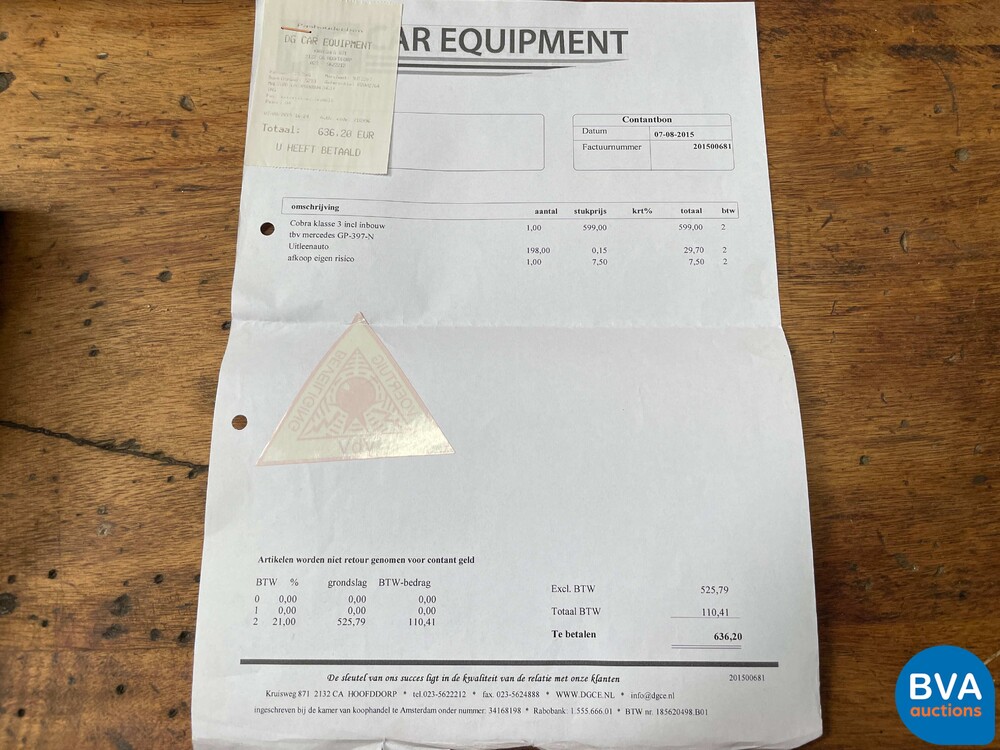 DG CAR EQUIPMENT
Totaal: 636,20 EUR
U HEEFT BETAALD
AR EQUIPMENT
Contantbon
Datum 07-08-2015
Factuurnummer 201500681
omschrijving aantal stukprijs krt% totaal btw
Cobra klasse 3 incl inbouw 1,00 599,00 599,00 2
tbv mercedes GP-397-N
Uitleenauto 198,00 0,15 29,70 2
afkoop eigen risico 1,00 7,50 7,50 2
BEVEILIGING
Artikelen worden niet retour genomen voor contant geld
BTW % grondslag BTW-bedrag
0 0,00 0,00 0,00
1 0,00 0,00 0,00
2 21,00 525,79 110,41
Excl. BTW 525,79
Totaal BTW 110,41
Te betalen 636,20
De sleutel van ons succes ligt in de kwaliteit van de relatie met onze klanten 201500681
Kruisweg 871 2132 CA HOOFDDORP * tel.023-5622212 * fax. 023-5624888 * WWW.DGCE.NL * info@dgce.nl
ingeschreven bij de kamer van koophandel te Amsterdam onder nummer: 34168198 * Rabobank: 1.555.666.01 * BTW nr. 185620498.B01
BVA
auctions